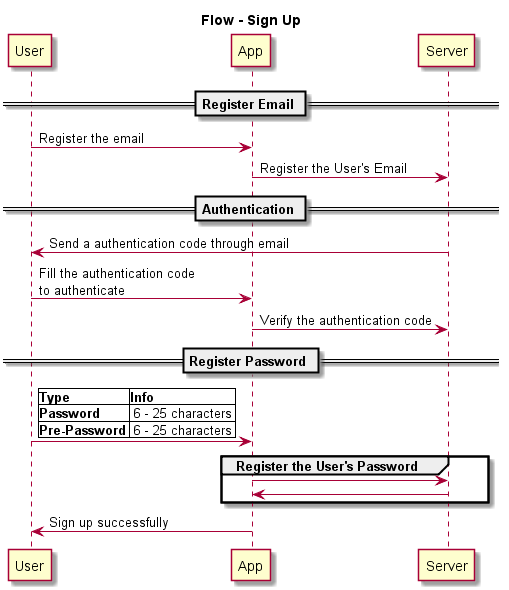 Flow - Sign Up
User App Server
Register Email
Register the email
Register the User's Email
Authentication
Send a authentication code through email
Fill the authentication code
to authenticate
Verify the authentication code
Register Password
Type Info
Password 6 - 25 characters
Pre-Password 6 - 25 characters
Register the User's Password
Sign up successfully
User App Server